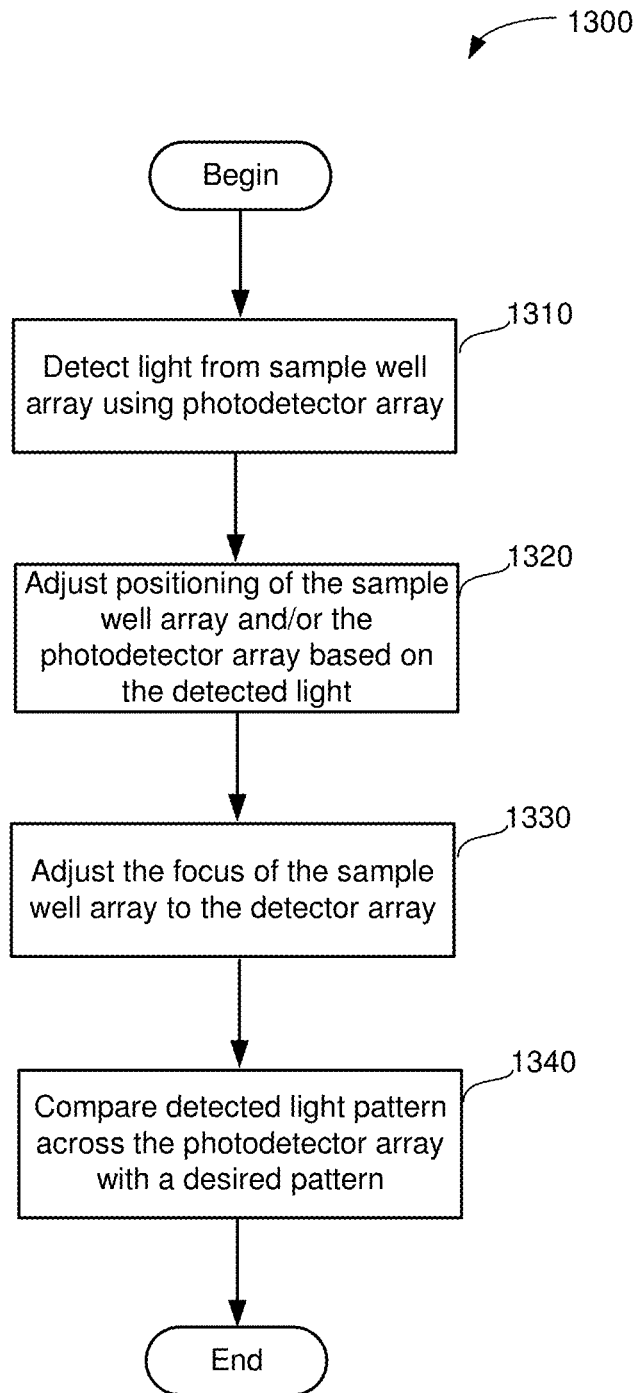 1300
Begin
1310
Detect light from sample well
array using photodetector array
1320
Adjust positioning of the sample
well array and/or the
photodetector array based on
the detected light
1330
Adjust the focus of the sample
well array to the detector array
1340
Compare detected light pattern
across the photodetector array
with a desired pattern
End